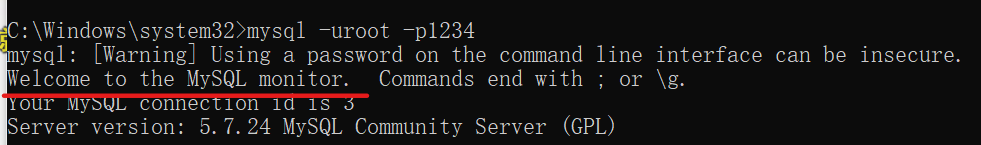 C:\Windows\system32>mysql -uroot -p1234
mysql: [Warning] Using a password on the command line interface can be insecure.
Welcome to the MySQL monitor.  Commands end with ; or \g.
Your MySQL connection id is 3
Server version: 5.7.24 MySQL Community Server (GPL)